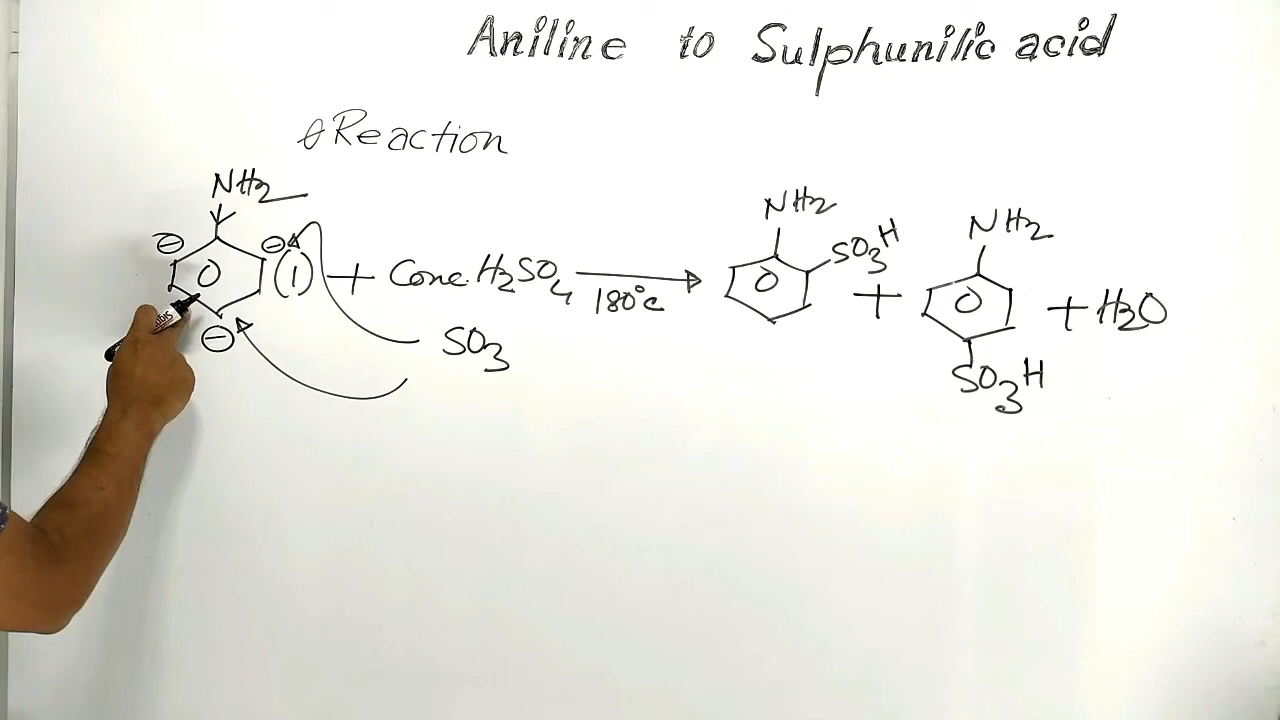 Aniline to Sulphunilic acid
Reaction
NH2
NH2
NH2
SO3H
(1) + Conc. H2SO4
180°c
+
+ H2O
SO3
SO3H